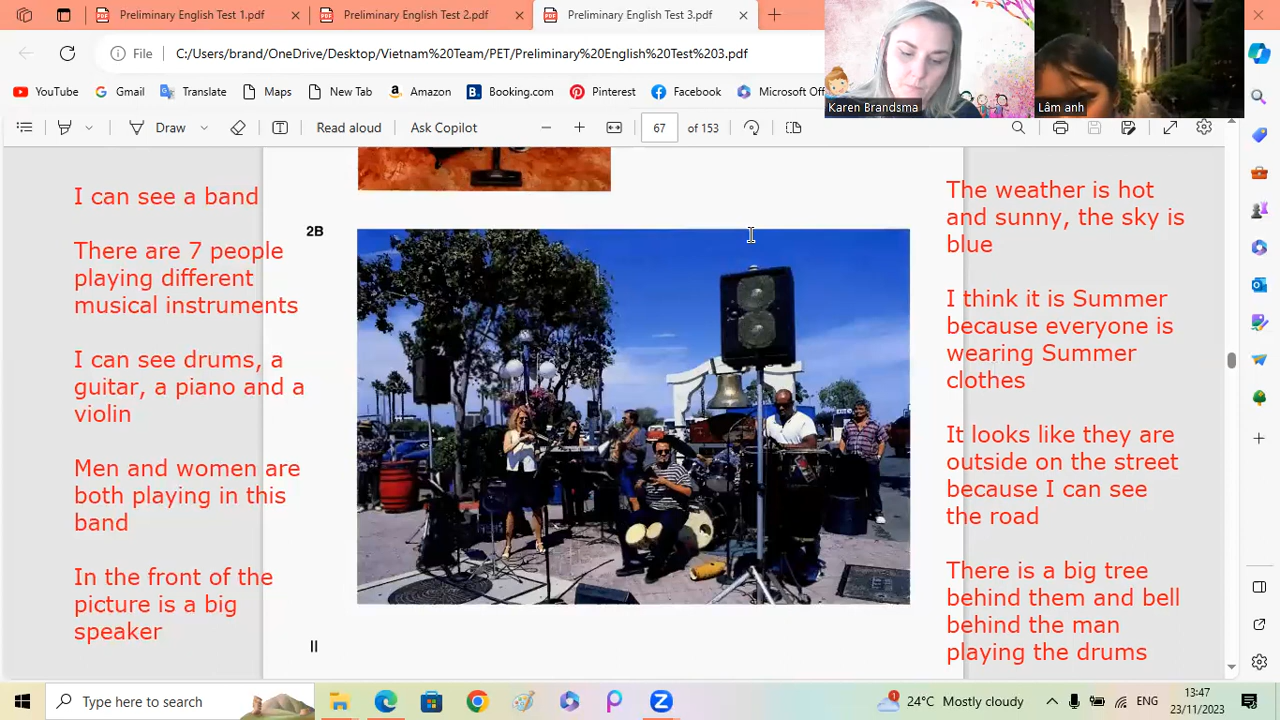 Preliminary English Test 1.pdf
Preliminary English Test 2.pdf
Preliminary English Test 3.pdf
File
C:/Users/brand/OneDrive/Desktop/Vietnam%20Team/PET/Preliminary%20English%20Test%203.pdf
YouTube
Gmail
Translate
Maps
New Tab
Amazon
Booking.com
Pinterest
Facebook
Microsoft Off
Karen Brandsma
Lâm anh
Draw
Read aloud
Ask Copilot
67
of 153
I can see a band
There are 7 people
playing different
musical instruments
I can see drums, a
guitar, a piano and a
violin
Men and women are
both playing in this
band
In the front of the
picture is a big
speaker
2B
The weather is hot
and sunny, the sky is
blue
I think it is Summer
because everyone is
wearing Summer
clothes
It looks like they are
outside on the street
because I can see
the road
There is a big tree
behind them and bell
behind the man
playing the drums
II
Type here to search
1
24°C Mostly cloudy
ENG
13:47
23/11/2023